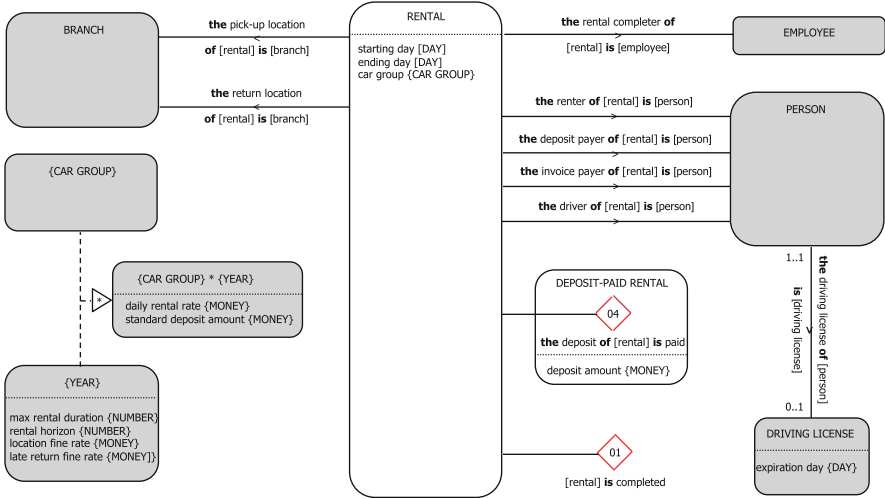 BRANCH
the pick-up location
of [rental] is [branch]
the return location
of [rental] is [branch]
RENTAL
starting day [DAY]
ending day [DAY]
car group {CAR GROUP}
the rental completer of
[rental] is [employee]
EMPLOYEE
the renter of [rental] is [person]
the deposit payer of [rental] is [person]
the invoice payer of [rental] is [person]
the driver of [rental] is [person]
PERSON
{CAR GROUP}
*
{CAR GROUP} * {YEAR}
daily rental rate {MONEY}
standard deposit amount {MONEY}
{YEAR}
max rental duration {NUMBER}
rental horizon {NUMBER}
location fine rate {MONEY}
late return fine rate {MONEY]}
DEPOSIT-PAID RENTAL
04
the deposit of [rental] is paid
deposit amount {MONEY}
01
[rental] is completed
1..1
the driving license of [person]
is [driving license]
0..1
DRIVING LICENSE
expiration day {DAY}